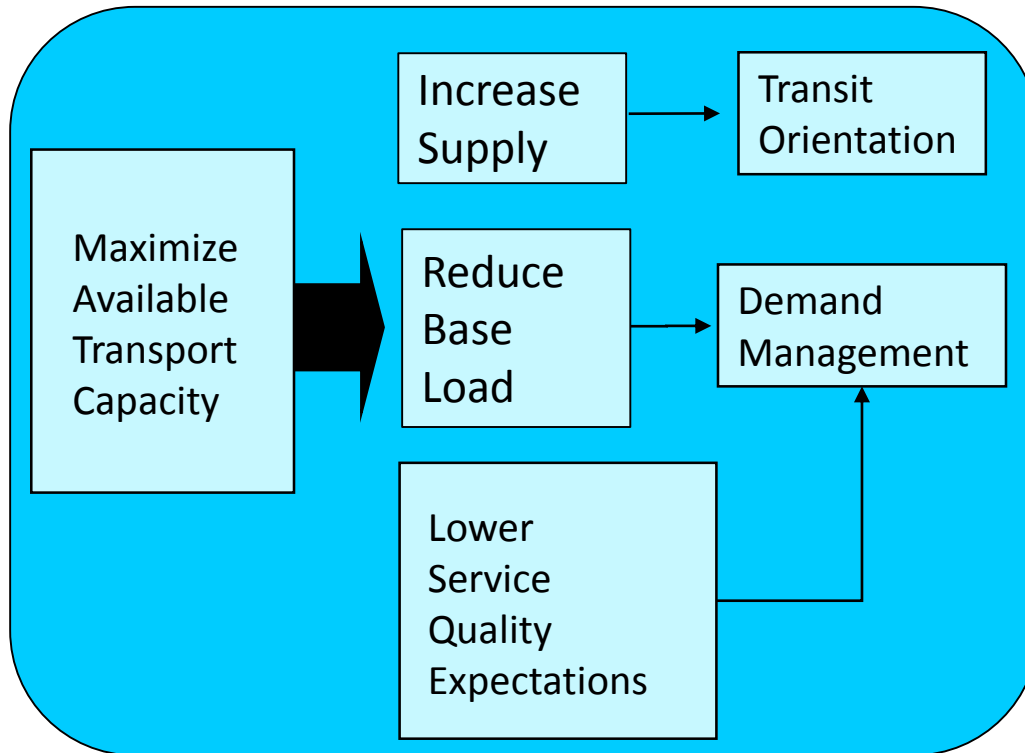 Maximize
Available
Transport
Capacity
Increase
Supply
Transit
Orientation
Reduce
Base
Load
Demand
Management
Lower
Service
Quality
Expectations